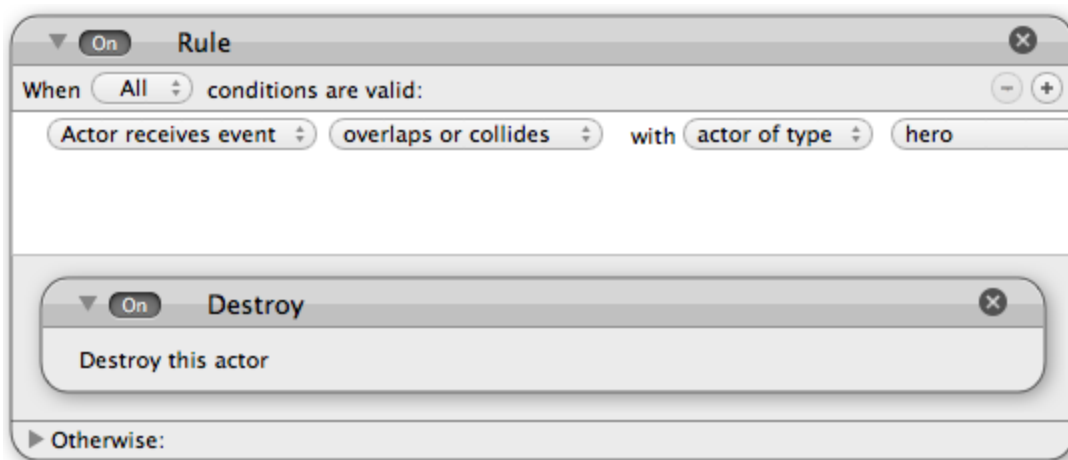 On Rule
When All conditions are valid:
Actor receives event overlaps or collides with actor of type hero
On Destroy
Destroy this actor
Otherwise: